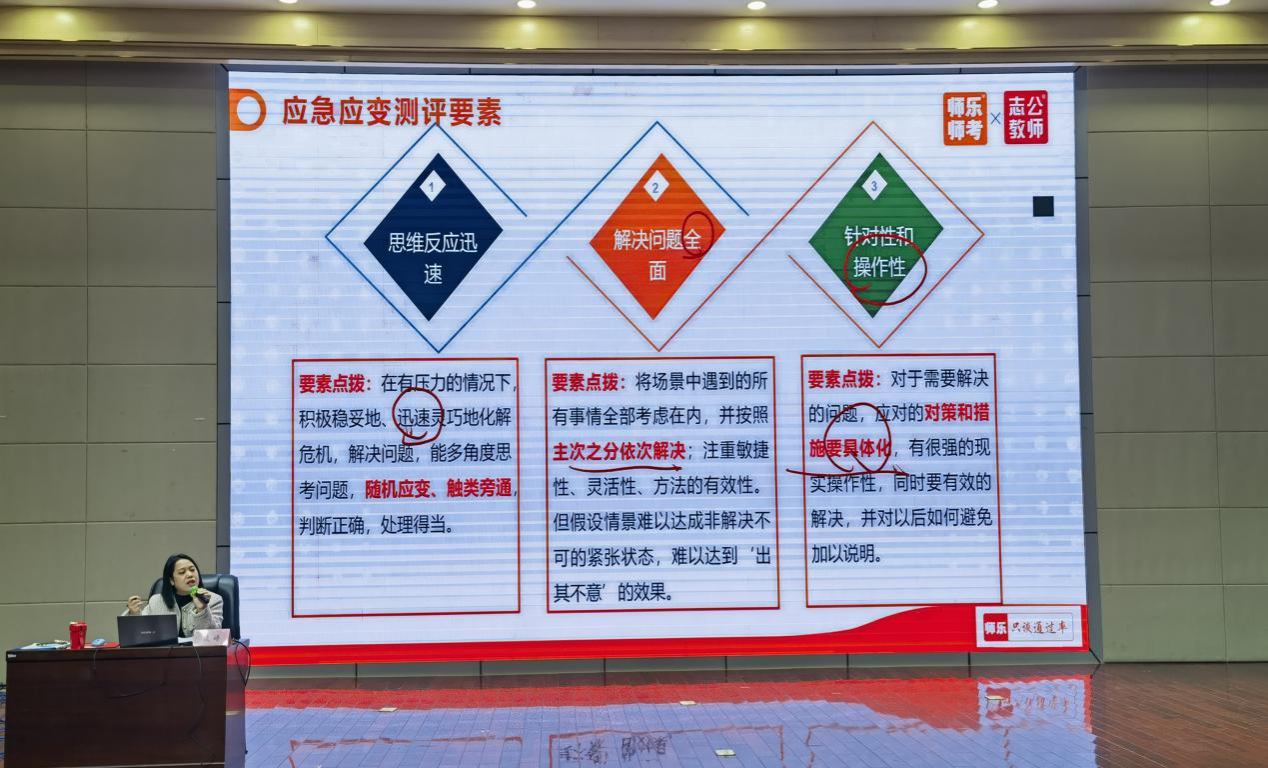 应急应变测评要素
师乐
师考
X
志公
教师
1
思维反应迅
速
2
解决问题全
面
3
针对性和
操作性
要素点拨：在有压力的情况下，
积极稳妥地、迅速灵巧地化解
危机，解决问题，能多角度思
考问题，随机应变、触类旁通，
判断正确，处理得当。
要素点拨：将场景中遇到的所
有事情全部考虑在内，并按照
主次之分依次解决；注重敏捷
性、灵活性、方法的有效性。
但假设情景难以达成非解决不
可的紧张状态，难以达到‘出
其不意’的效果。
要素点拨：对于需要解决
的问题，应对的对策和措
施要具体化，有很强的现
实操作性，同时要有效的
解决，并对以后如何避免
加以说明。
师乐 只谈通过率